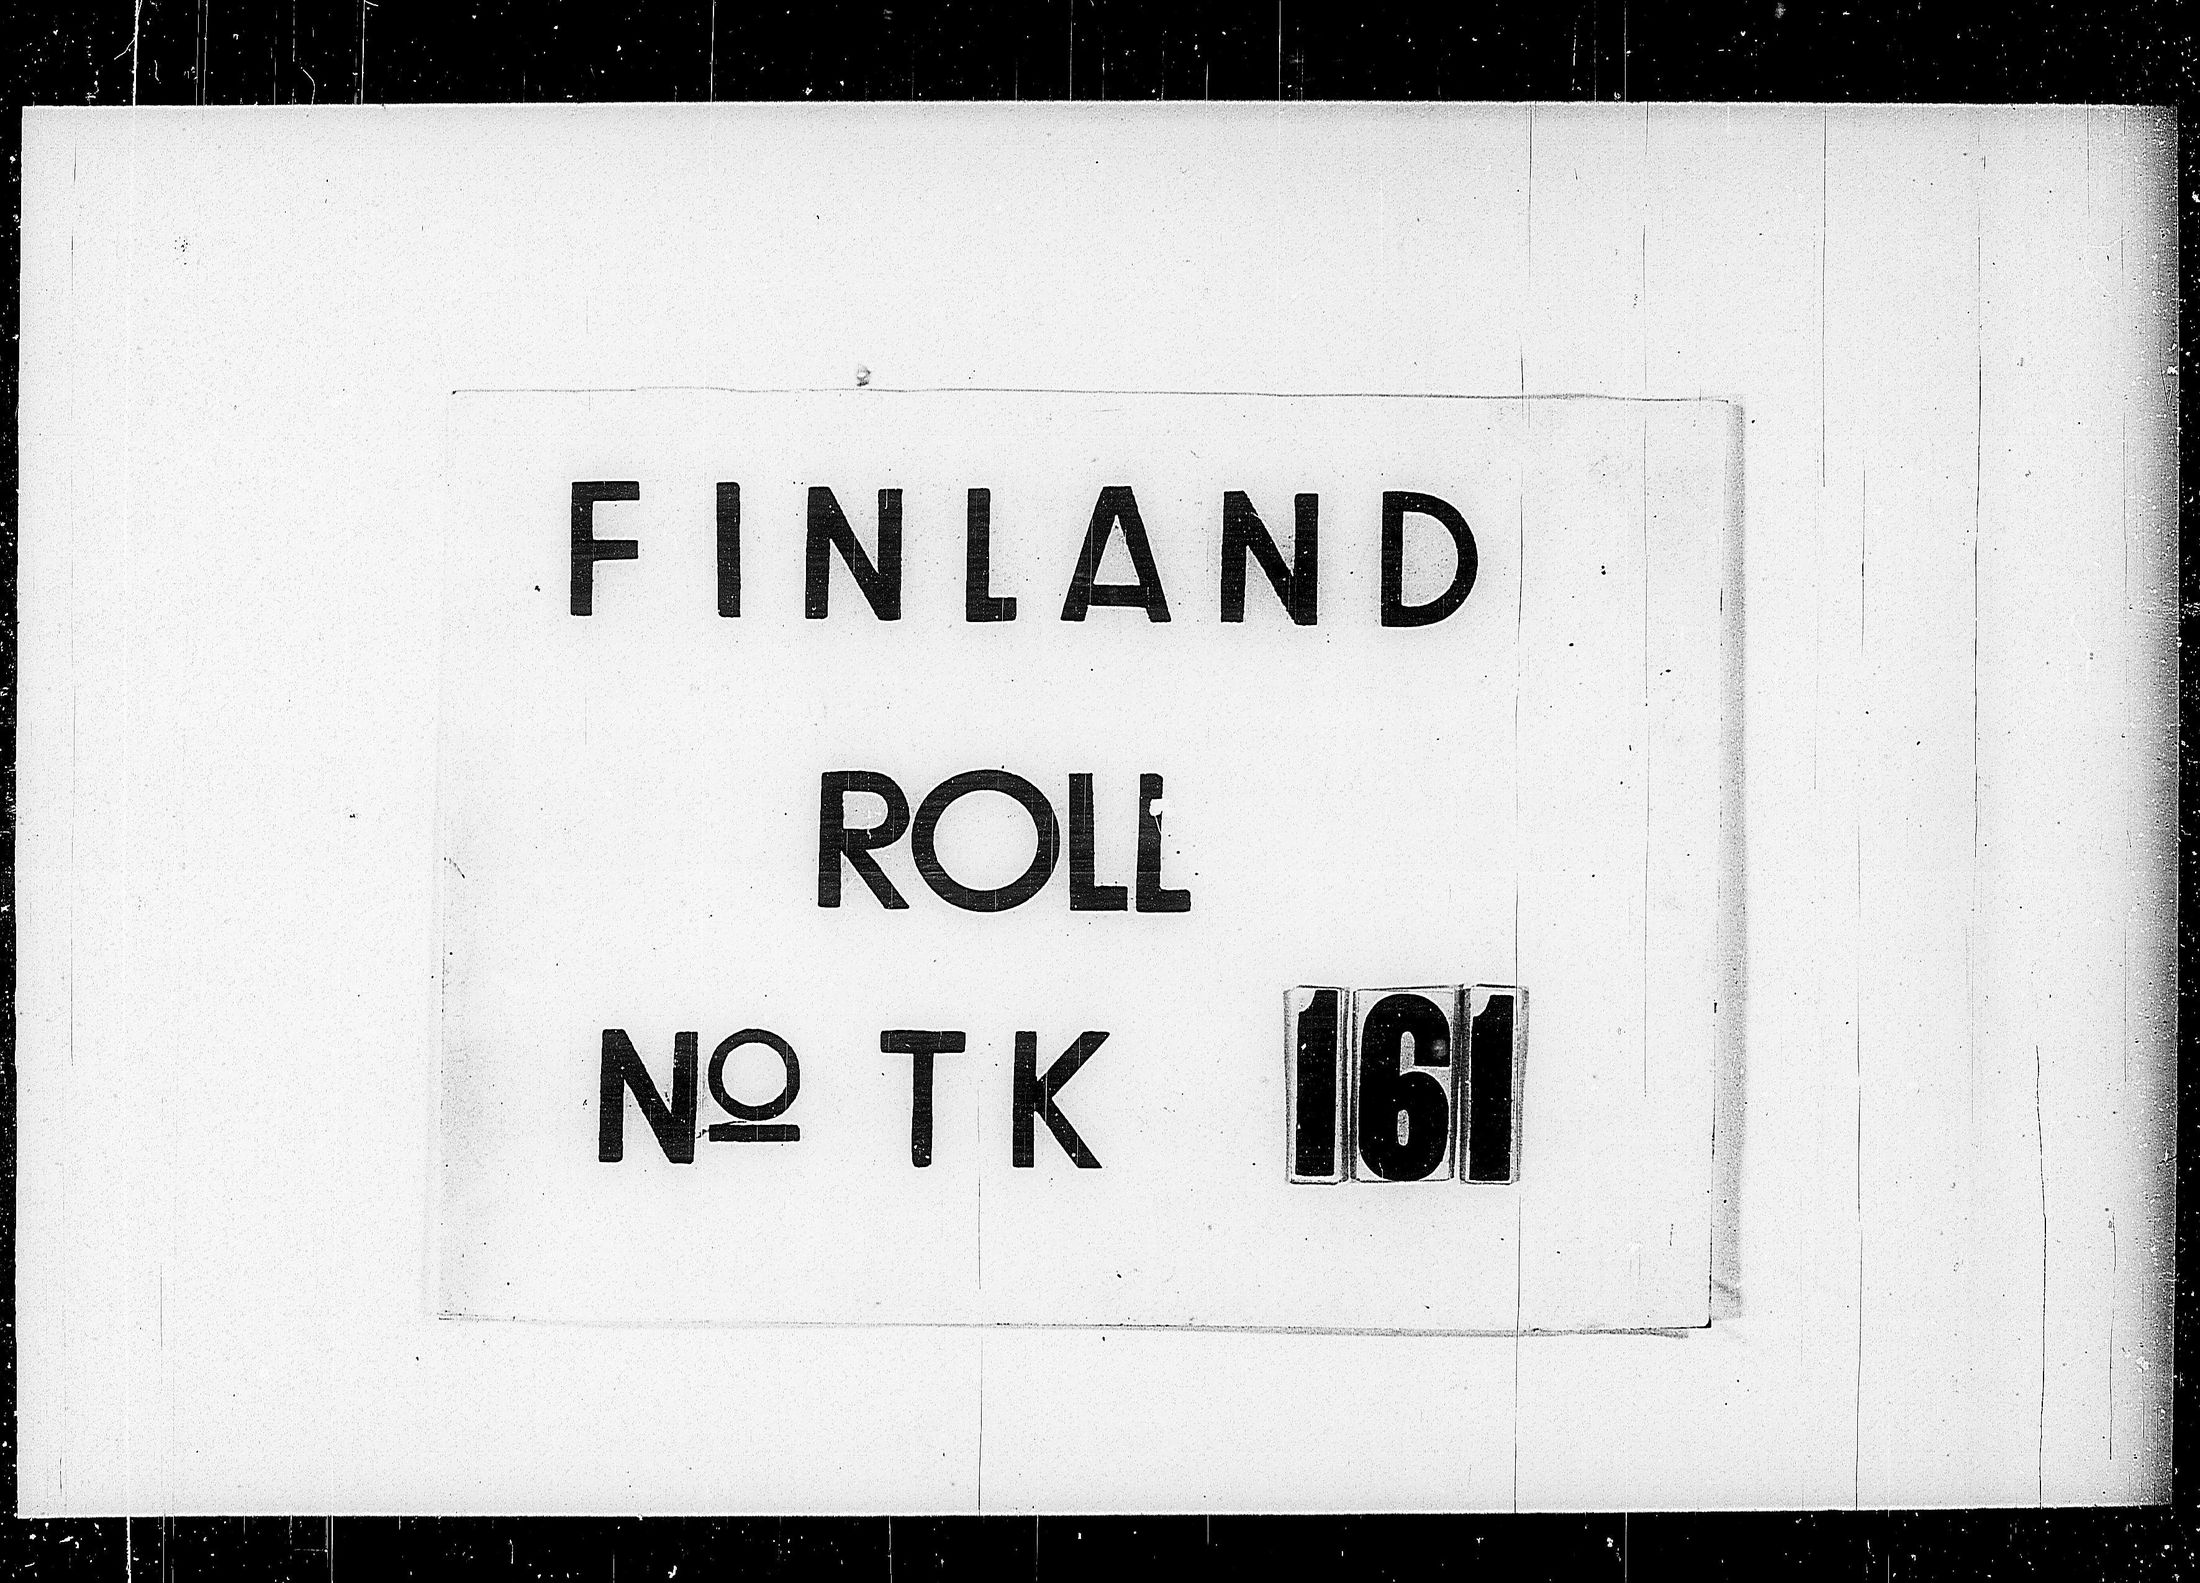 FINLAND
ROLL
Nº TK 161